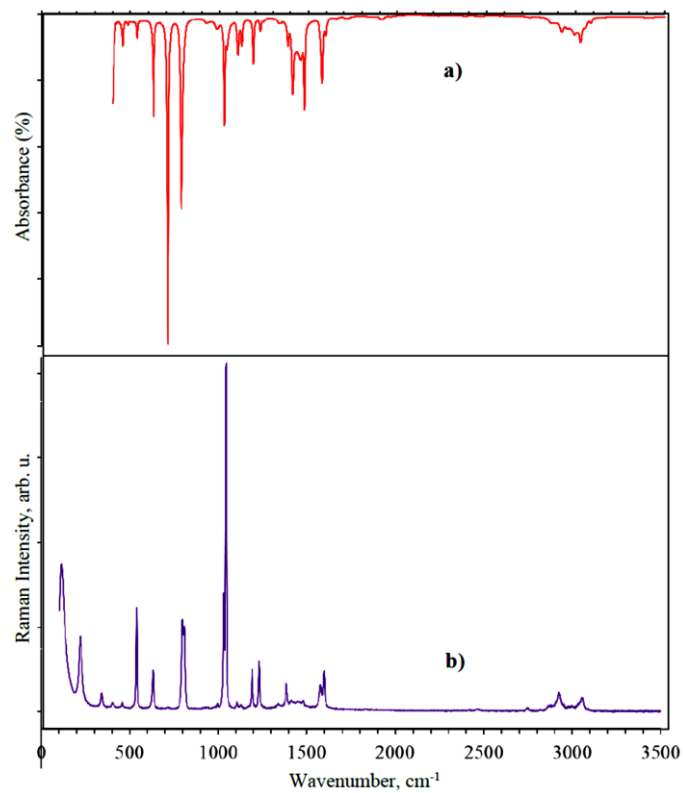 a)
Absorbance (%)
b)
Raman Intensity, arb. u.
0 500 1000 1500 2000 2500 3000 3500
Wavenumber, cm⁻¹